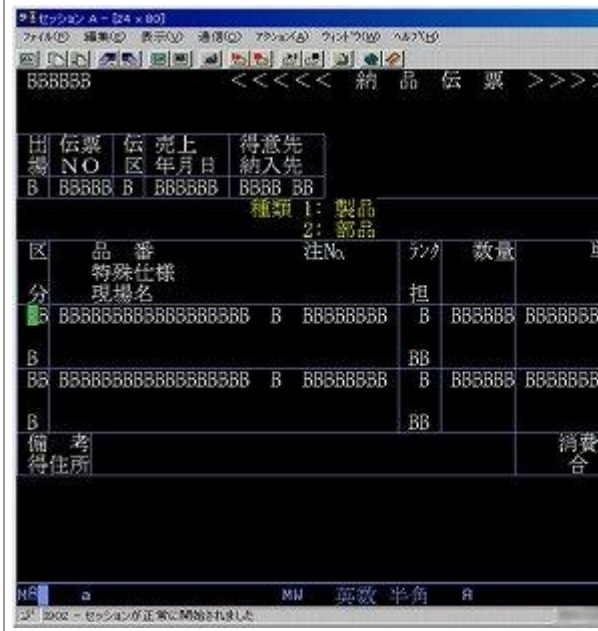 セッション A - [24 x 80]
ファイル(F) 編集(E) 表示(V) 通信(C) アクション(A) ウィンドウ(W) ヘルプ(H)
BBBBBB <<<<< 納 品 伝 票 >>>>
出 伝票 伝 売上 得意先
場 NO 区 年月日 納入先
B BBBBB B BBBBBB BBBB BB
種類 1: 製品
2: 部品
区 品 番 注No. ランク 数量
特殊仕様
分 現場名 担
BB BBBBBBBBBBBBBBBBBBB B BBBBBBBB B BBBBBB BBBBBBB
B BB
BB BBBBBBBBBBBBBBBBBBB B BBBBBBBB B BBBBBB BBBBBBB
B BB
備 考 消費
得住所 合
a MW 英数 半角 A
I902 - セッションが正常に開始されました